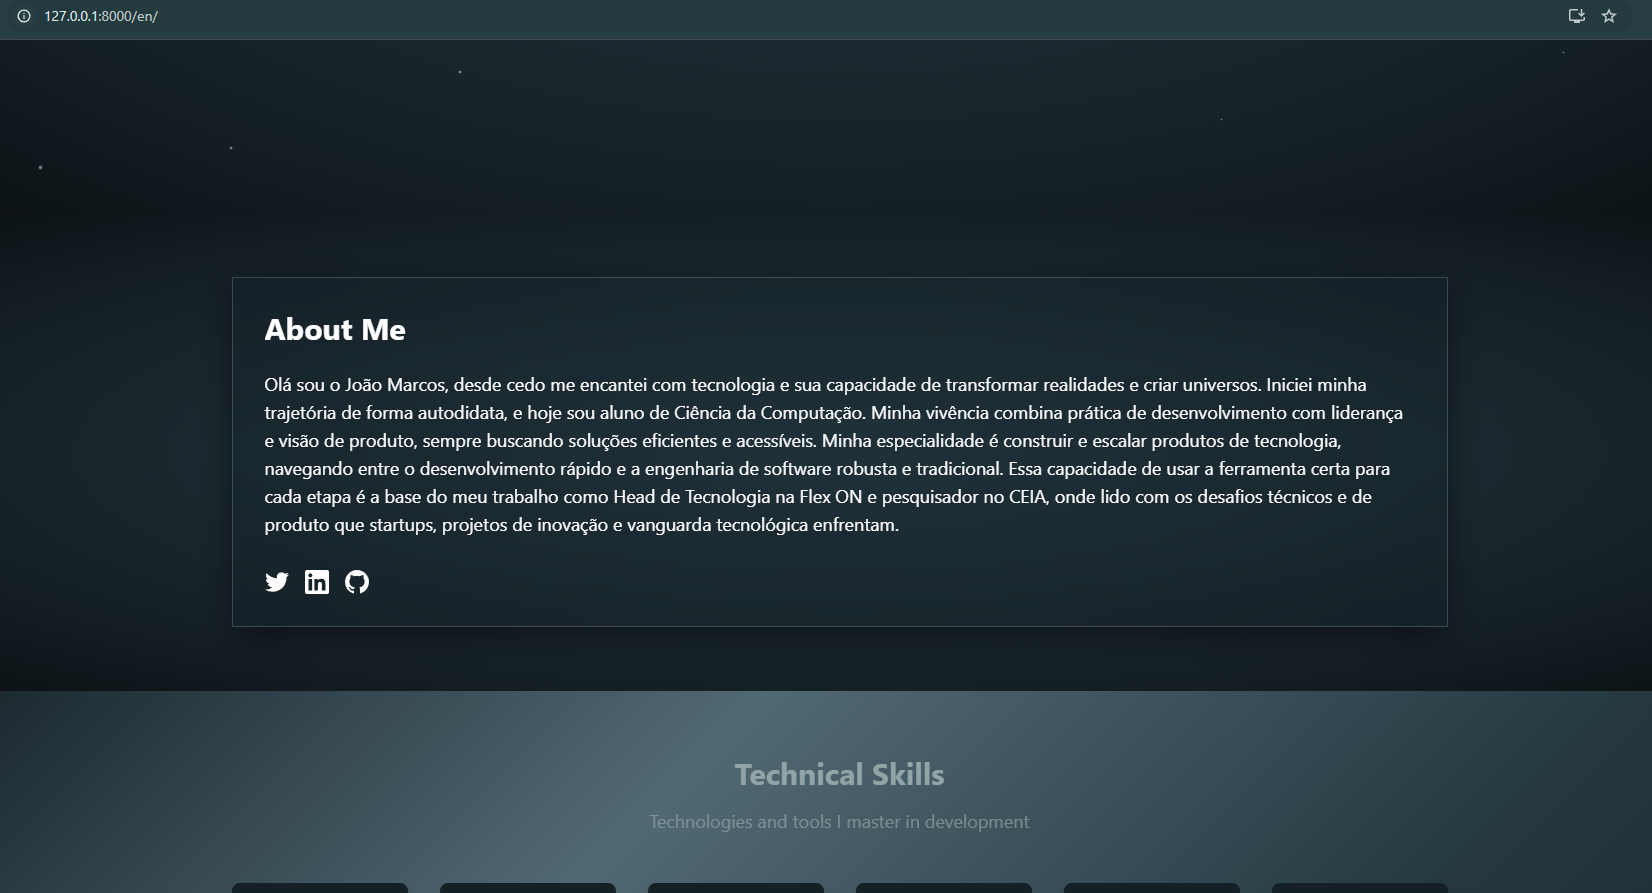 127.0.0.1:8000/en/
About Me
Olá sou o João Marcos, desde cedo me encantei com tecnologia e sua capacidade de transformar realidades e criar universos. Iniciei minha
trajetória de forma autodidata, e hoje sou aluno de Ciência da Computação. Minha vivência combina prática de desenvolvimento com liderança
e visão de produto, sempre buscando soluções eficientes e acessíveis. Minha especialidade é construir e escalar produtos de tecnologia,
navegando entre o desenvolvimento rápido e a engenharia de software robusta e tradicional. Essa capacidade de usar a ferramenta certa para
cada etapa é a base do meu trabalho como Head de Tecnologia na Flex ON e pesquisador no CEIA, onde lido com os desafios técnicos e de
produto que startups, projetos de inovação e vanguarda tecnológica enfrentam.
in
Technical Skills
Technologies and tools I master in development